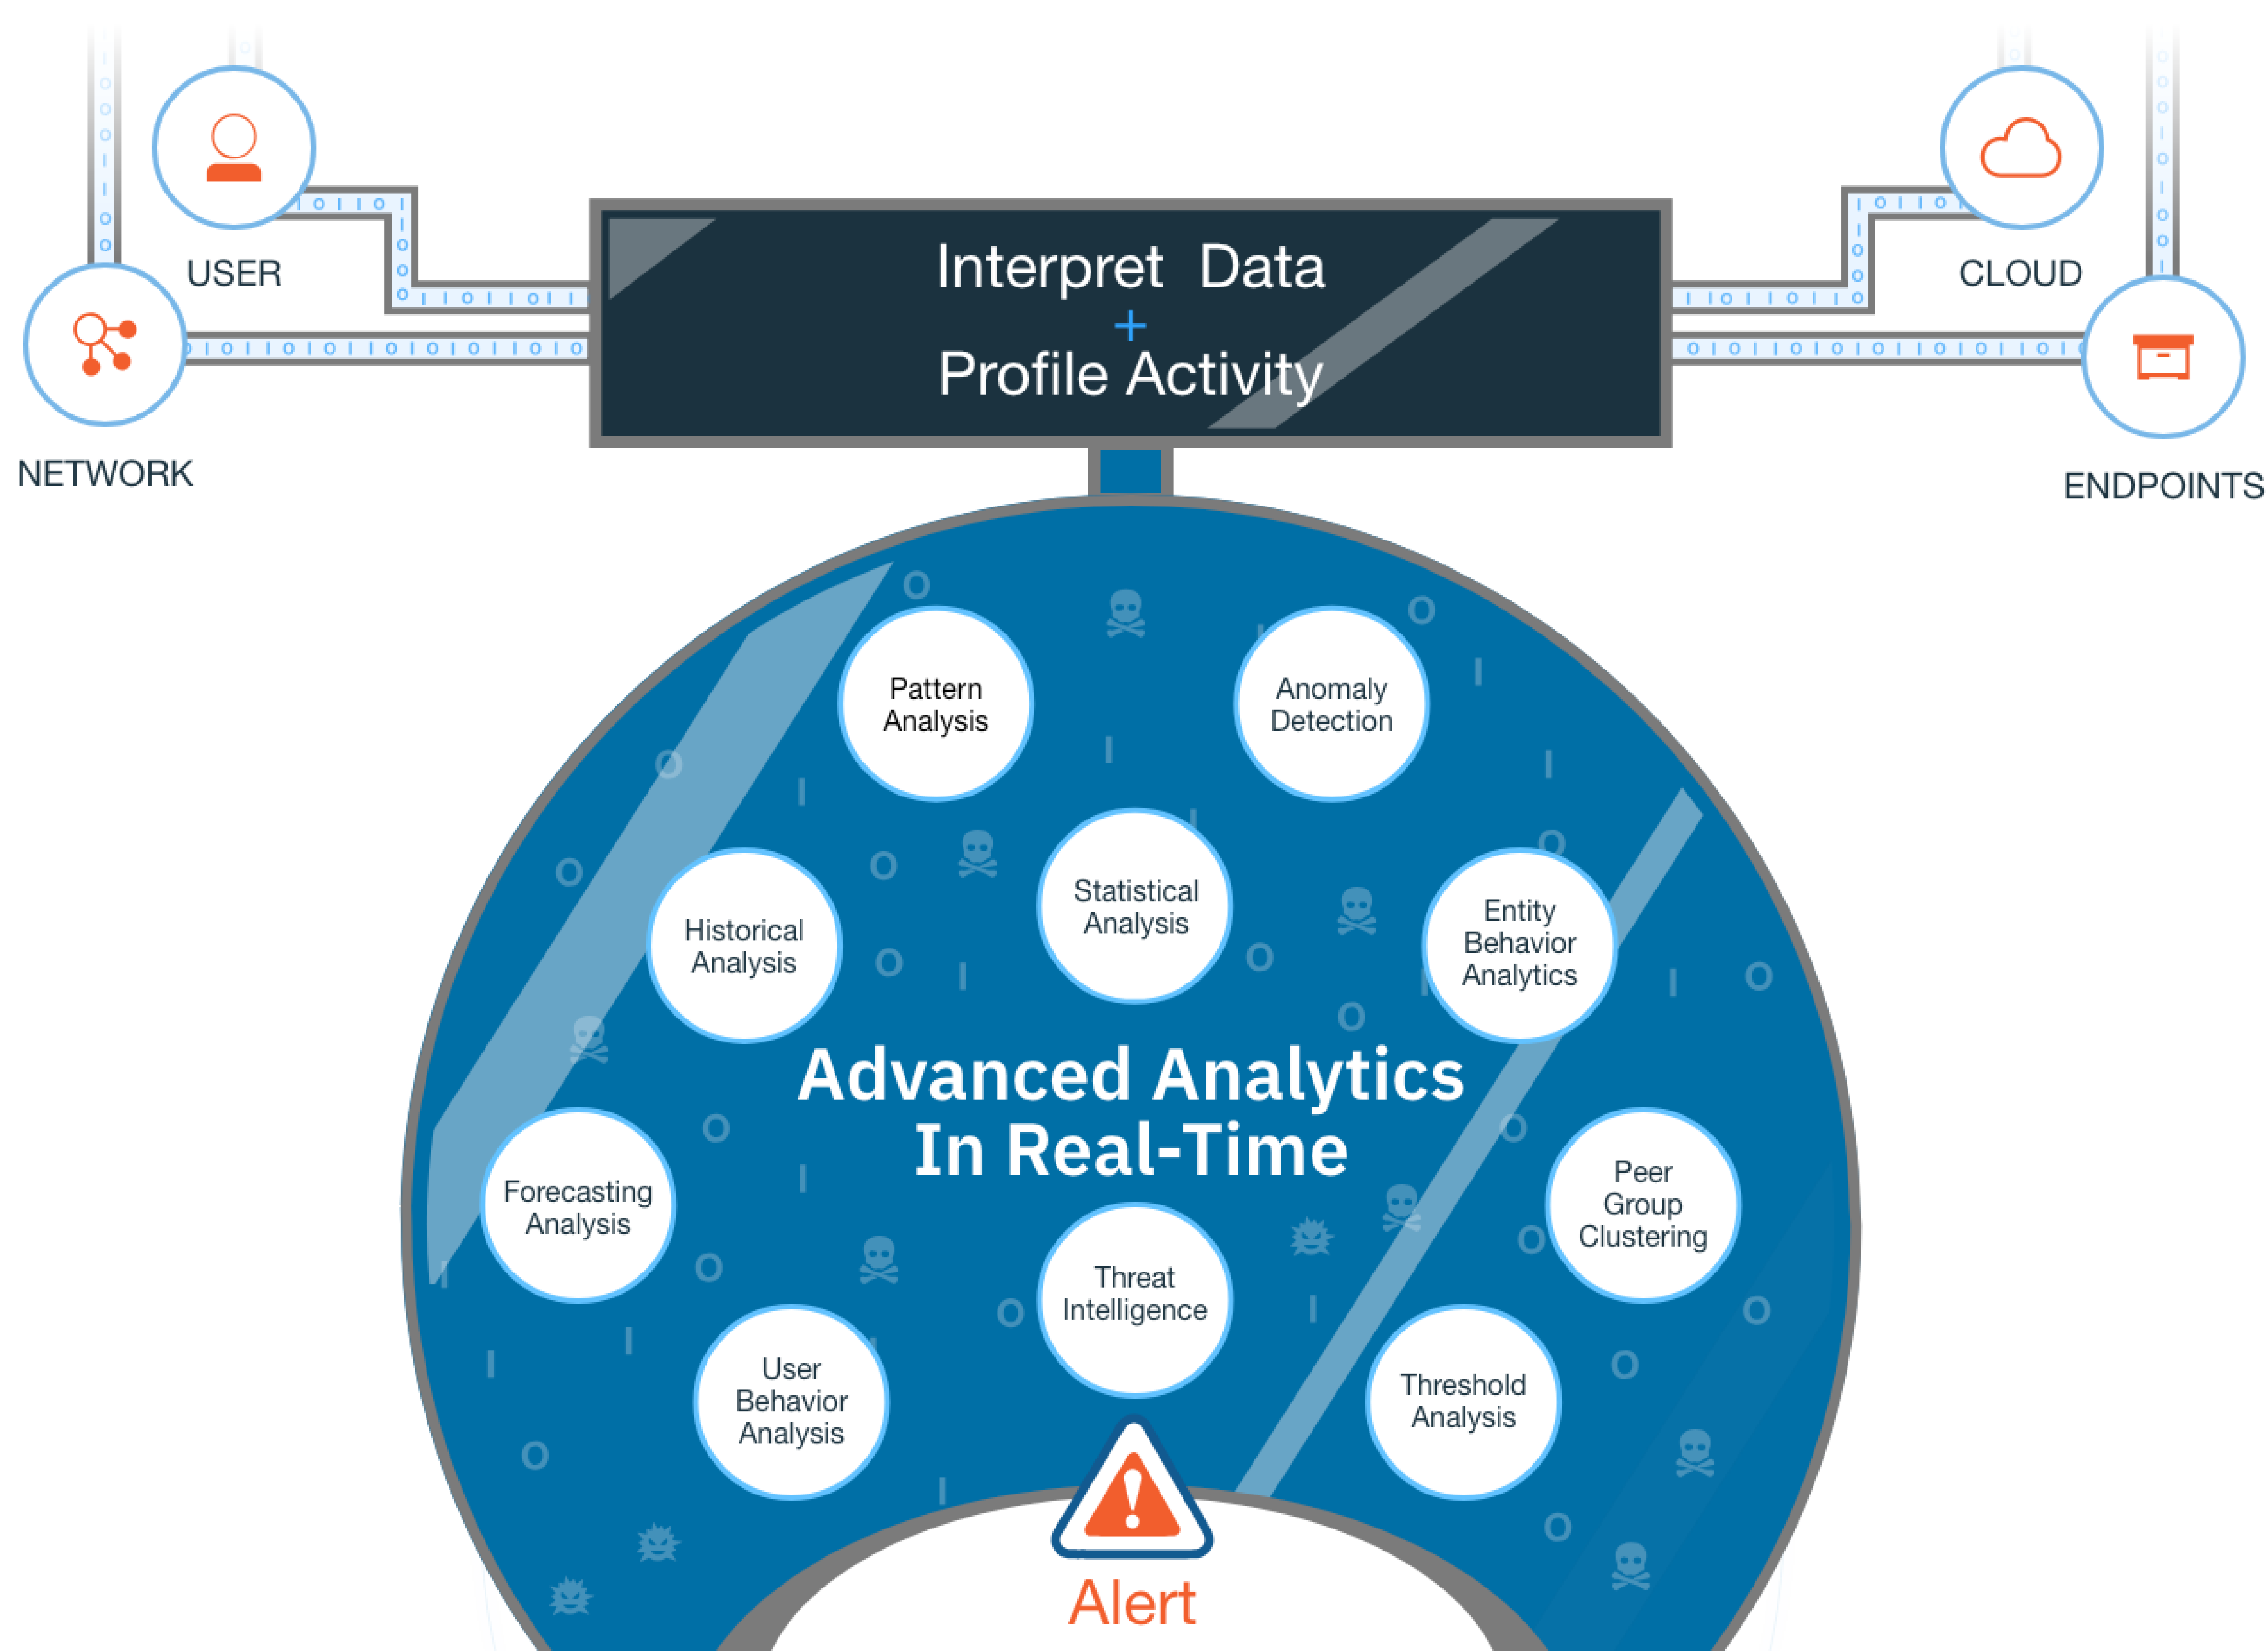 USER
CLOUD
NETWORK
ENDPOINTS
Interpret Data
+
Profile Activity
Pattern
Analysis
Anomaly
Detection
Historical
Analysis
Statistical
Analysis
Entity
Behavior
Analytics
Advanced Analytics
In Real-Time
Forecasting
Analysis
Peer
Group
Clustering
Threat
Intelligence
User
Behavior
Analysis
Threshold
Analysis
Alert